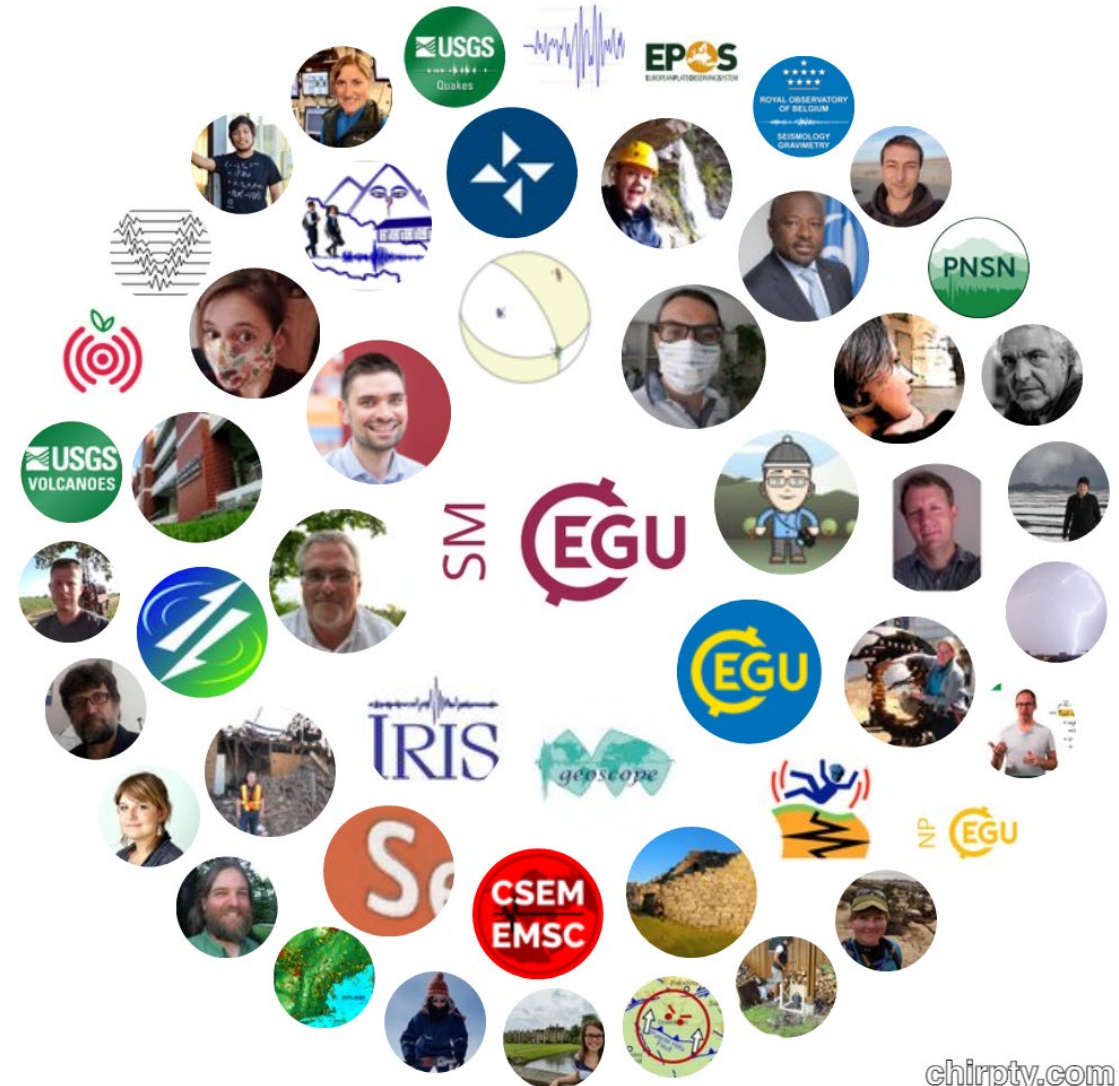 USGS
Quakes
EPOS
EUROPEAN PLATE OBSERVING SYSTEM
ROYAL OBSERVATORY
OF BELGIUM
SEISMOLOGY
GRAVIMETRY
PNSN
USGS
VOLCANOES
SM
EGU
EGU
IRIS
geoscope
NP
EGU
Se
CSEM
EMSC
chirpty.com